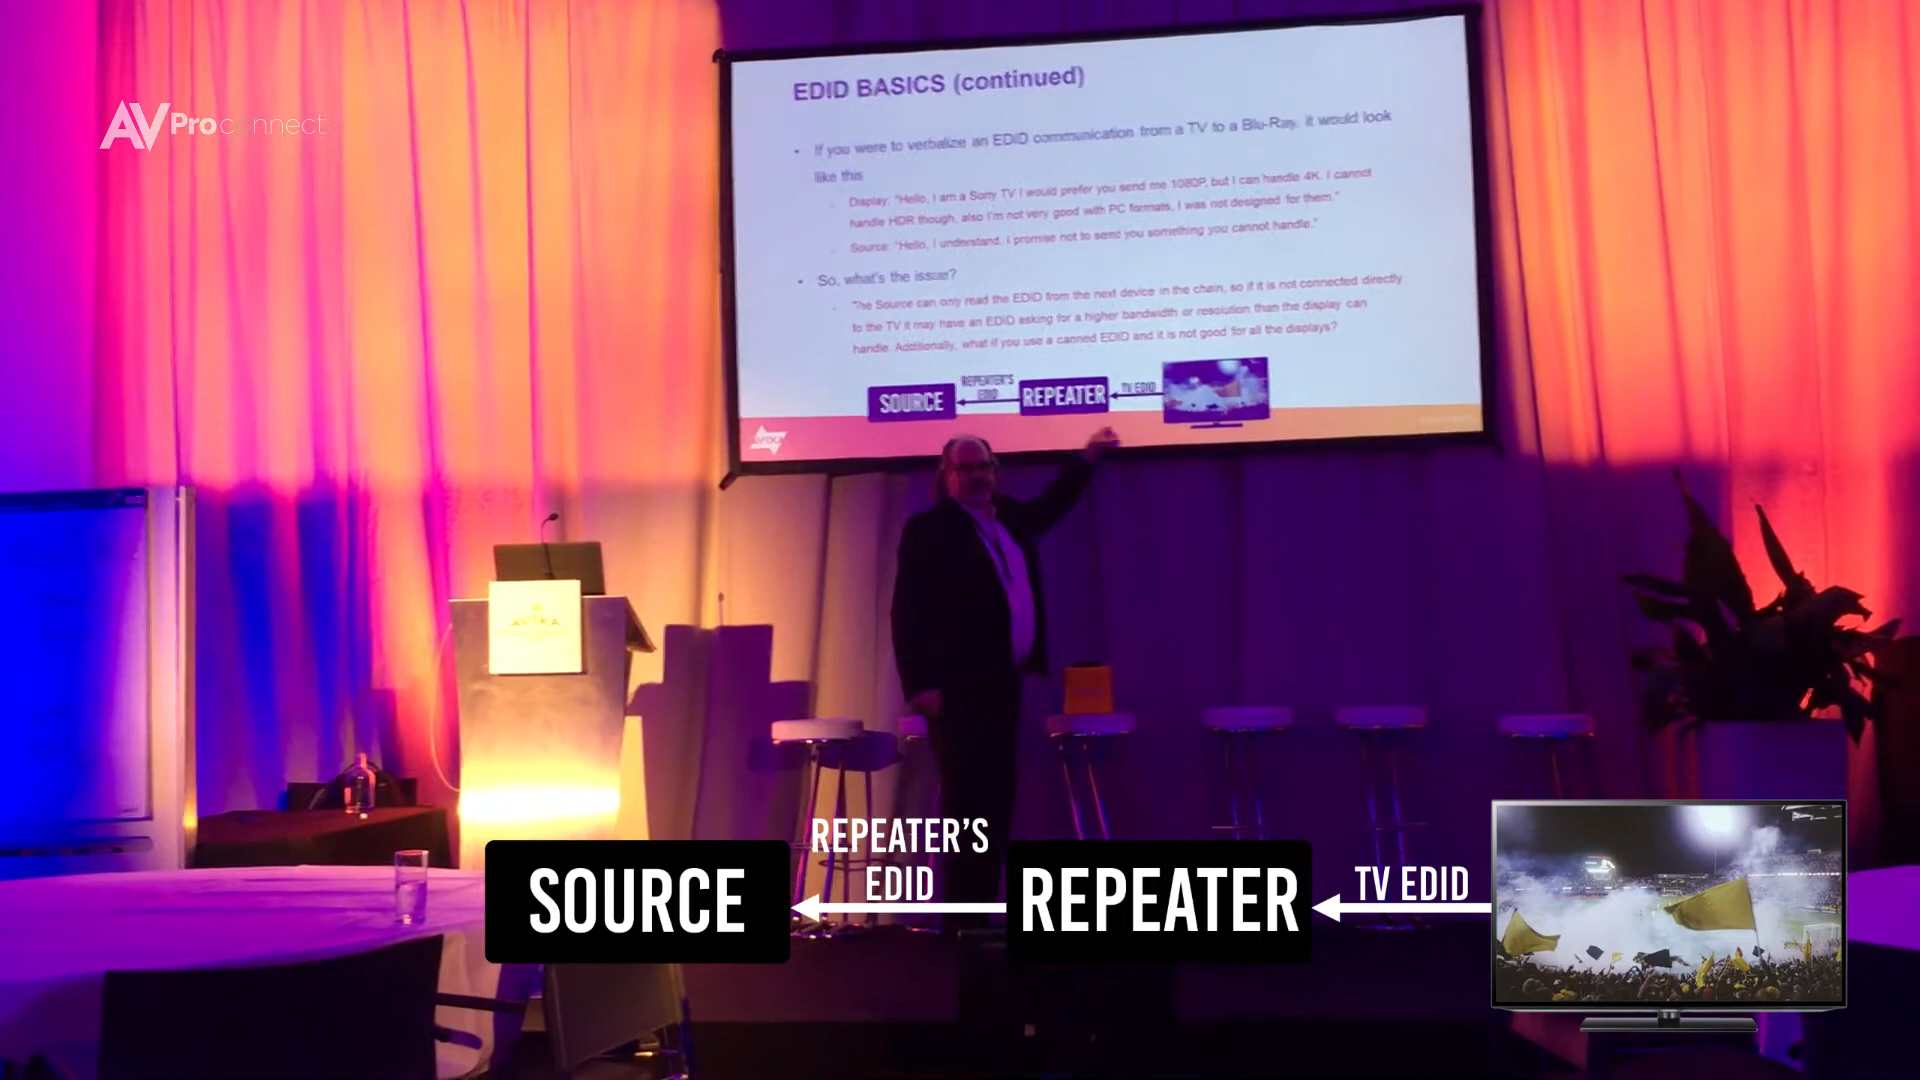 AVProconnect
EDID BASICS (continued)
• If you were to verbalize an EDID communication from a TV to a Blu-Ray, it would look
like this
Display: "Hello, I am a Sony TV I would prefer you send me 1080P, but I can handle 4K. I cannot
handle HDR though, also I'm not very good with PC formats, I was not designed for them."
Source: "Hello, I understand. I promise not to send you something you cannot handle."
• So, what's the issue?
The Source can only read the EDID from the next device in the chain, so if it is not connected directly
to the TV it may have an EDID asking for a higher bandwidth or resolution than the display can
handle. Additionally, what if you use a canned EDID and it is not good for all the displays?
SOURCE
REPEATER'S
EDID
REPEATER
TV EDID
SOURCE
REPEATER'S
EDID
REPEATER
TV EDID